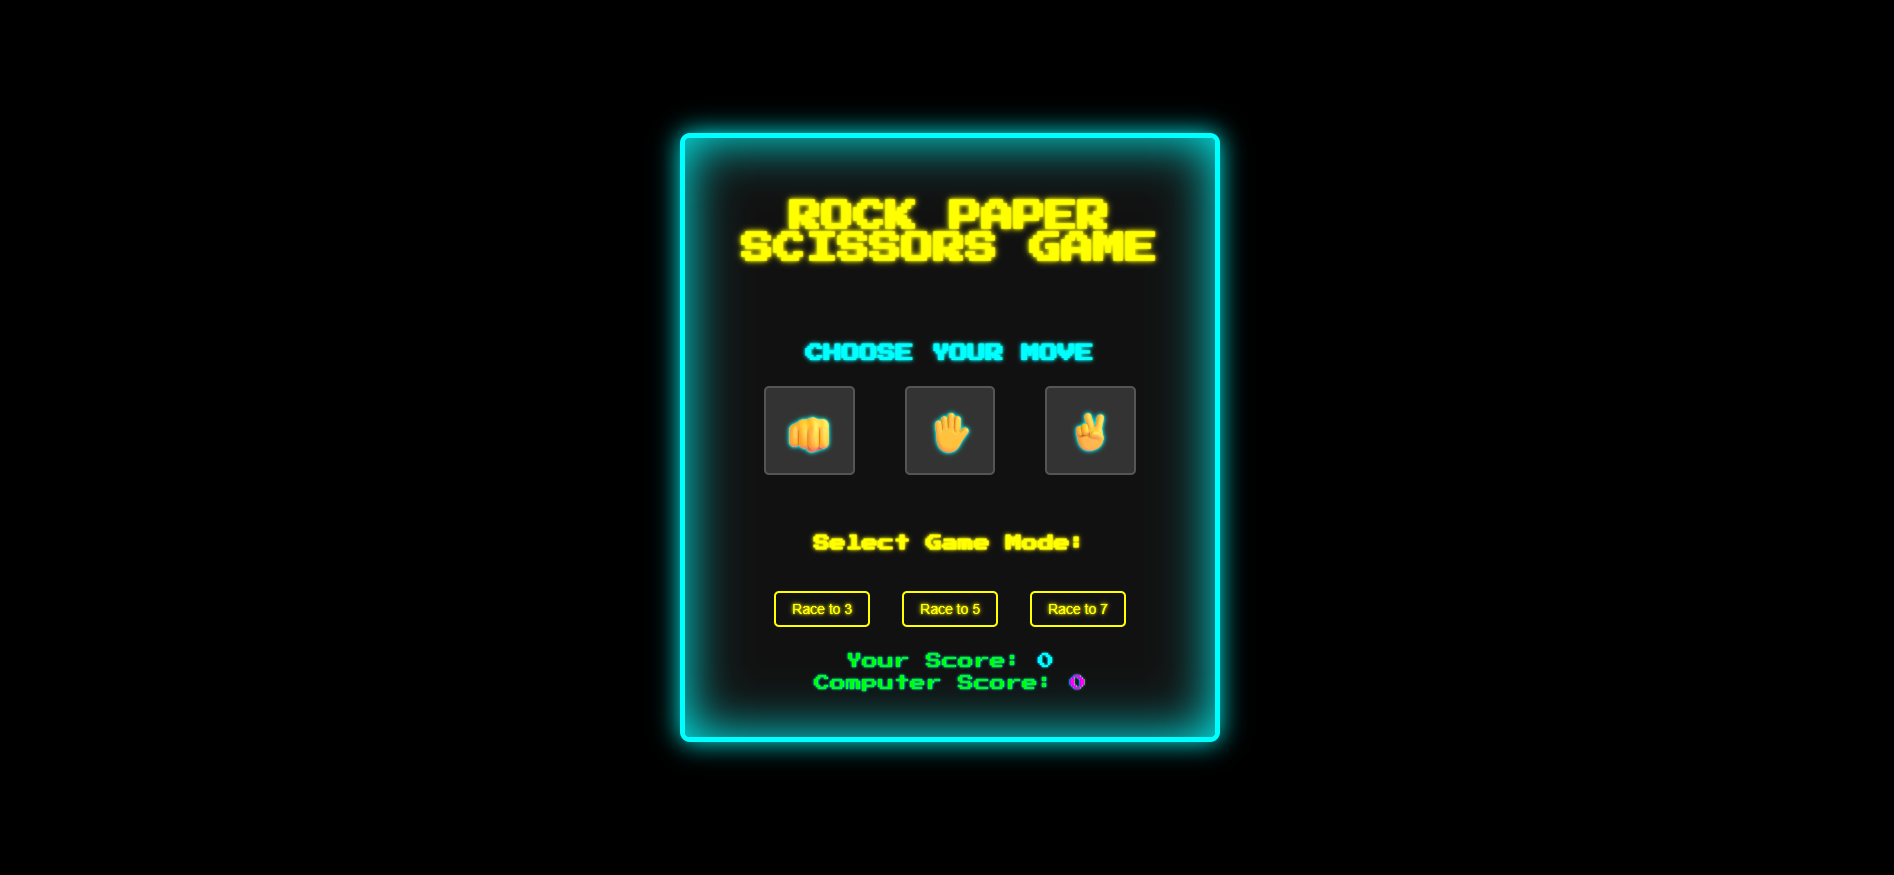 ROCK PAPER
SCISSORS GAME
CHOOSE YOUR MOVE
Select Game Mode:
Race to 3 Race to 5 Race to 7
Your Score: 0
Computer Score: 0